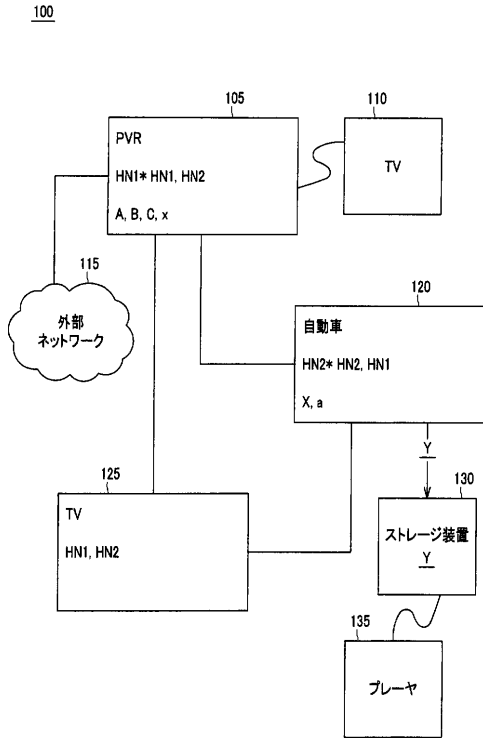 100
105
PVR
HN1* HN1, HN2
A, B, C, x
110
TV
115
外部
ネットワーク
120
自動車
HN2* HN2, HN1
X, a
Y
125
TV
HN1, HN2
130
ストレージ装置
Y
135
プレーヤ